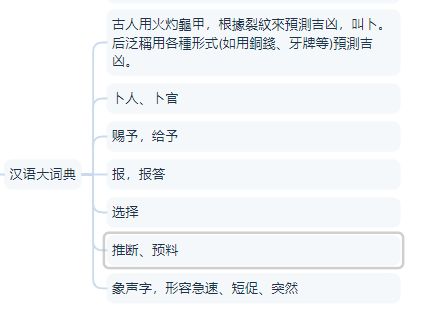 古人用火灼龜甲，根據裂紋來預測吉凶，叫卜。
后泛稱用各種形式(如用銅錢、牙牌等)預測吉
凶。
卜人、卜官
赐予，给予
汉语大词典
报，报答
选择
推断、预料
象声字，形容急速、短促、突然